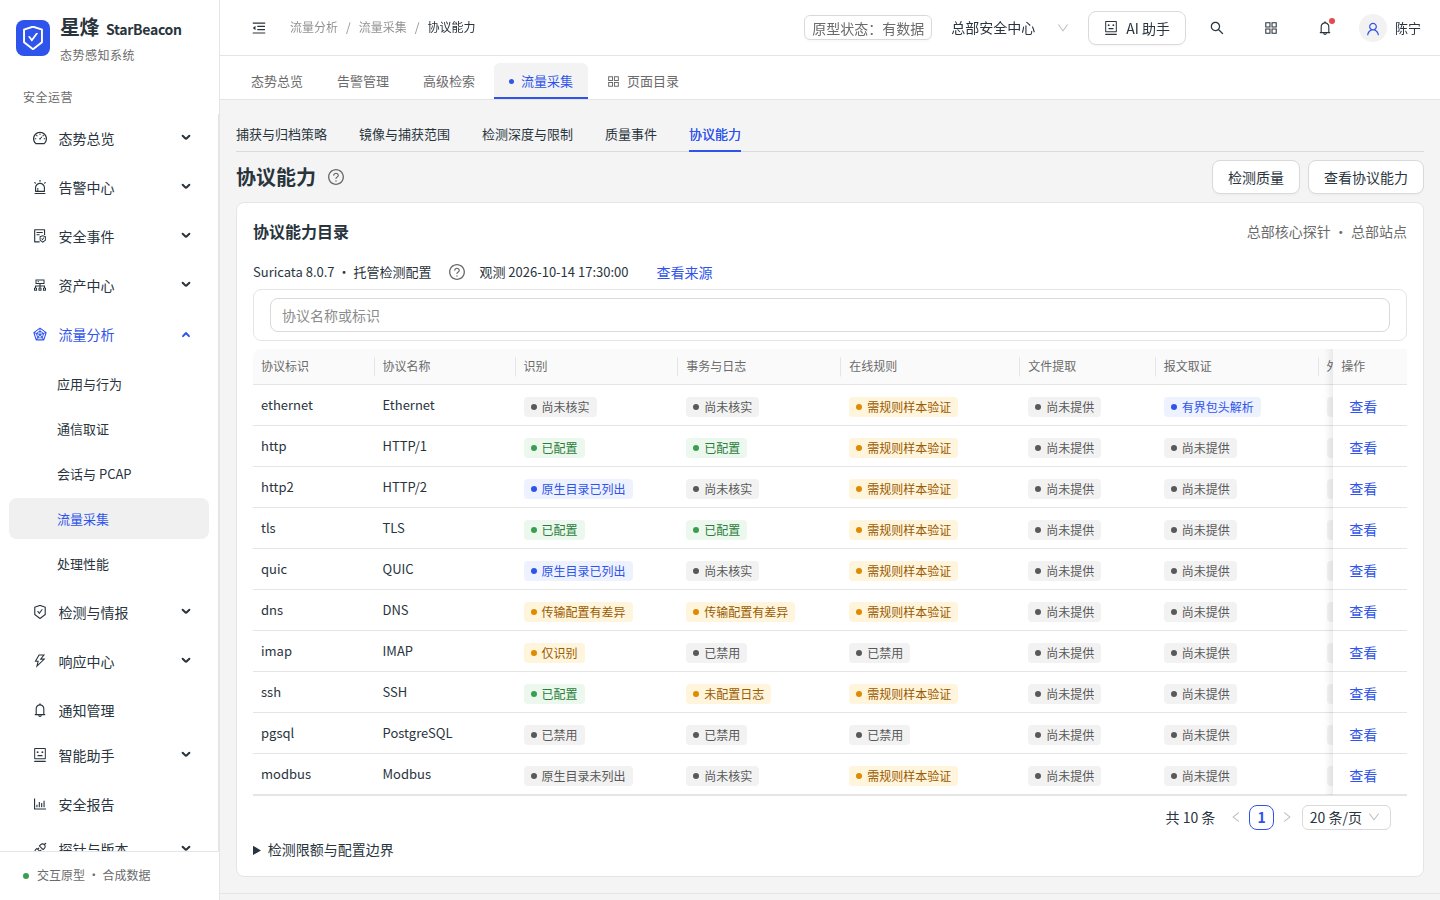 星烽 StarBeacon
态势感知系统
安全运营
态势总览
告警中心
安全事件
资产中心
流量分析
应用与行为
通信取证
会话与 PCAP
流量采集
处理性能
检测与情报
响应中心
通知管理
智能助手
安全报告
探针与版本
交互原型 · 合成数据
流量分析 / 流量采集 / 协议能力
原型状态：有数据
总部安全中心
AI 助手
陈宁
态势总览 告警管理 高级检索 流量采集 页面目录
捕获与归档策略 镜像与捕获范围 检测深度与限制 质量事件 协议能力
协议能力
检测质量 查看协议能力
协议能力目录
总部核心探针 · 总部站点
Suricata 8.0.7 · 托管检测配置 观测 2026-10-14 17:30:00 查看来源
协议名称或标识
协议标识 协议名称 识别 事务与日志 在线规则 文件提取 报文取证 操作
ethernet Ethernet 尚未核实 尚未核实 需规则样本验证 尚未提供 有界包头解析 查看
http HTTP/1 已配置 已配置 需规则样本验证 尚未提供 尚未提供 查看
http2 HTTP/2 原生目录已列出 尚未核实 需规则样本验证 尚未提供 尚未提供 查看
tls TLS 已配置 已配置 需规则样本验证 尚未提供 尚未提供 查看
quic QUIC 原生目录已列出 尚未核实 需规则样本验证 尚未提供 尚未提供 查看
dns DNS 传输配置有差异 传输配置有差异 需规则样本验证 尚未提供 尚未提供 查看
imap IMAP 仅识别 已禁用 已禁用 尚未提供 尚未提供 查看
ssh SSH 已配置 未配置日志 需规则样本验证 尚未提供 尚未提供 查看
pgsql PostgreSQL 已禁用 已禁用 已禁用 尚未提供 尚未提供 查看
modbus Modbus 原生目录未列出 尚未核实 需规则样本验证 尚未提供 尚未提供 查看
共 10 条 1 20 条/页
检测限额与配置边界